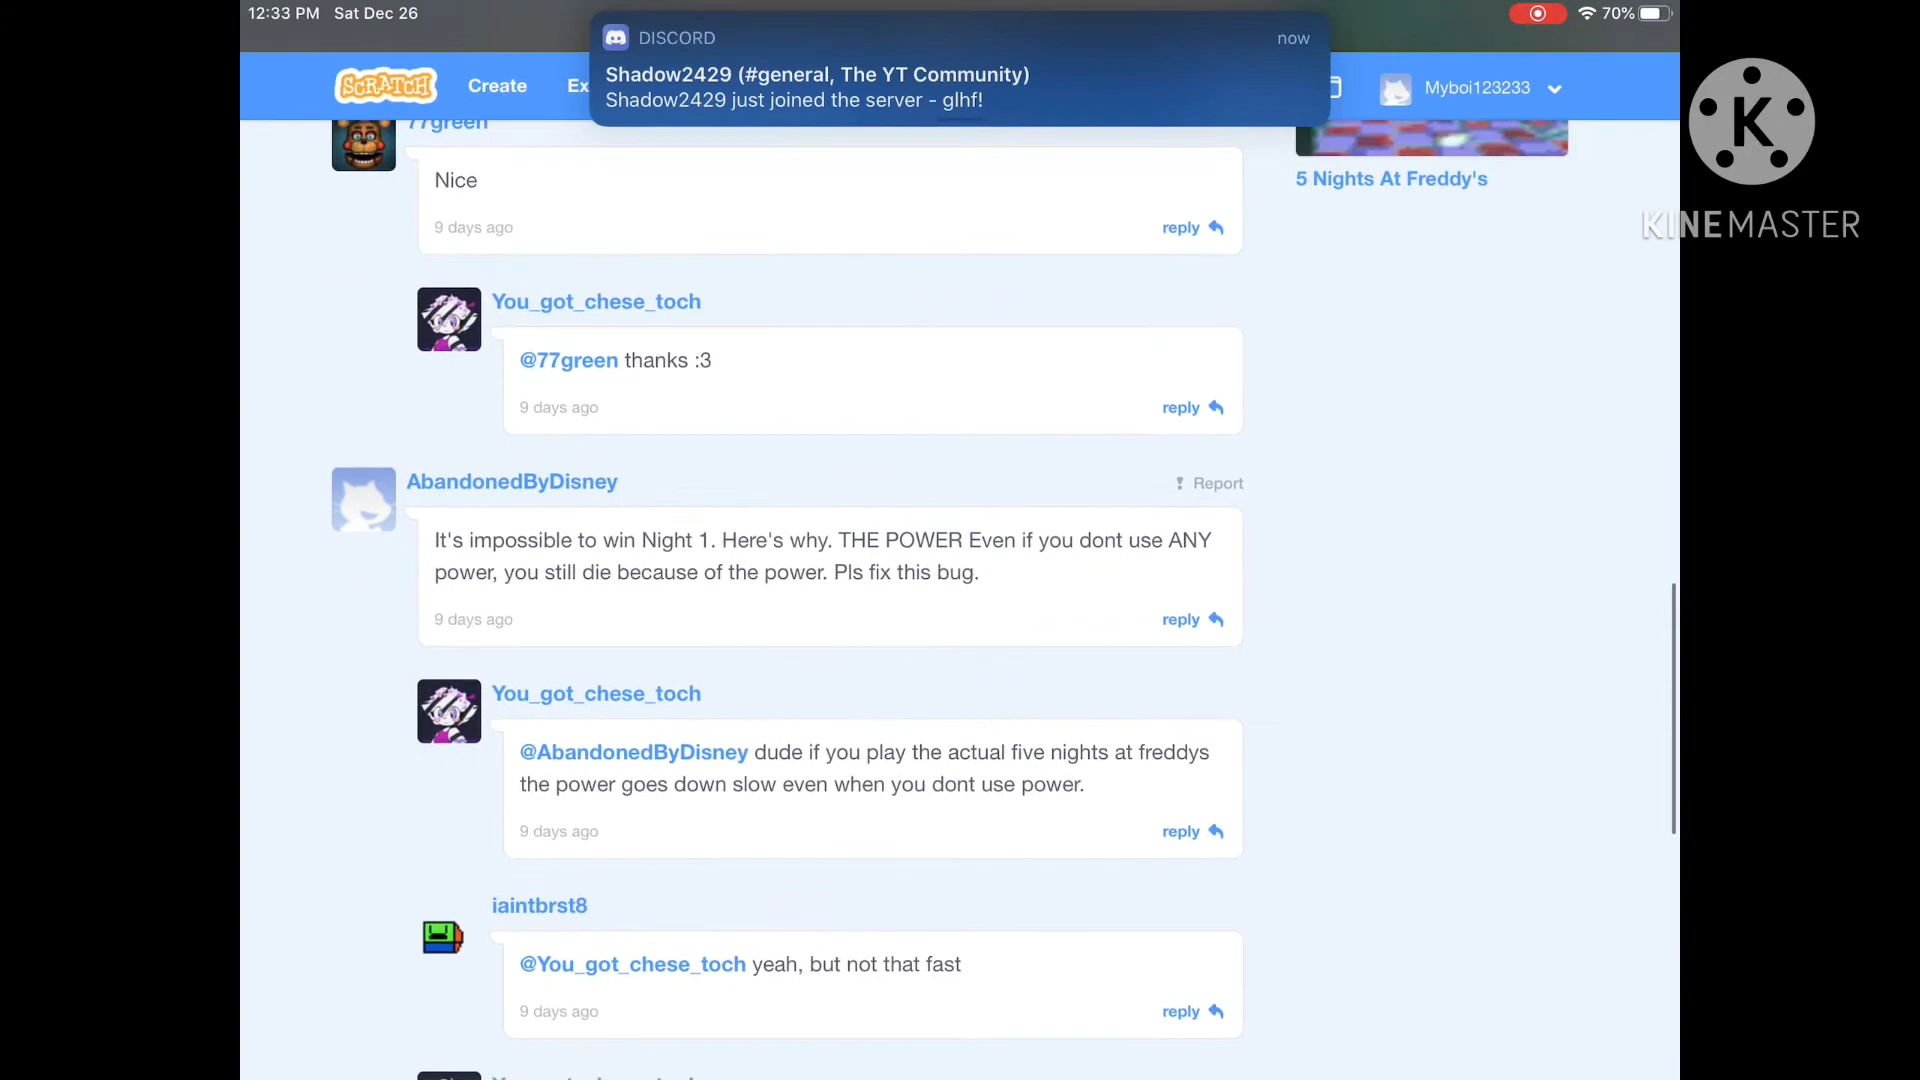 12:33 PM Sat Dec 26
70%
DISCORD
now
Shadow2429 (#general, The YT Community)
Shadow2429 just joined the server - glhf!
SCRATCH
Create
Ex
Myboi123233
K
KINEMASTER
77green
Nice
9 days ago
reply
5 Nights At Freddy's
You_got_chese_toch
@77green thanks :3
9 days ago
reply
AbandonedByDisney
Report
It's impossible to win Night 1. Here's why. THE POWER Even if you dont use ANY
power, you still die because of the power. Pls fix this bug.
9 days ago
reply
You_got_chese_toch
@AbandonedByDisney dude if you play the actual five nights at freddys
the power goes down slow even when you dont use power.
9 days ago
reply
iaintbrst8
@You_got_chese_toch yeah, but not that fast
9 days ago
reply